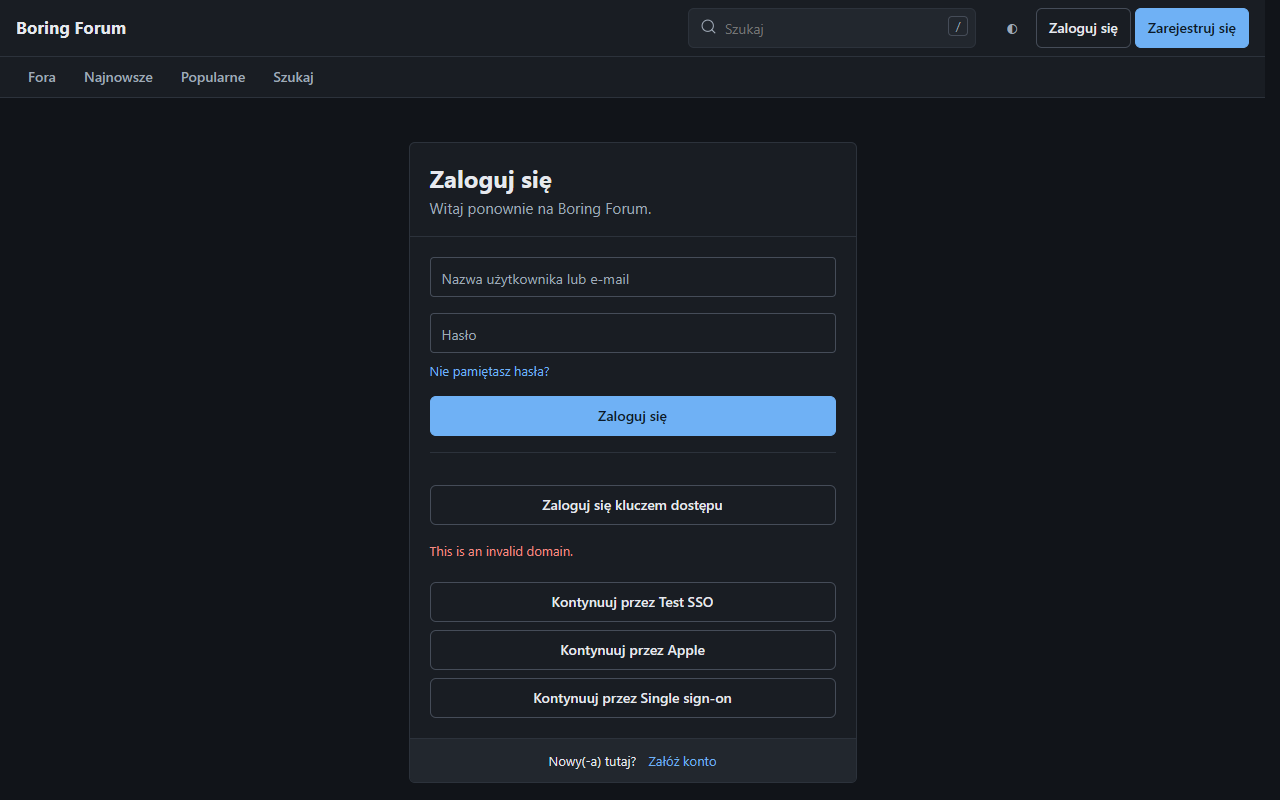 Boring Forum
Szukaj
/
Zaloguj się
Zarejestruj się
Fora
Najnowsze
Popularne
Szukaj
Zaloguj się
Witaj ponownie na Boring Forum.
Nazwa użytkownika lub e-mail
Hasło
Nie pamiętasz hasła?
Zaloguj się
Zaloguj się kluczem dostępu
This is an invalid domain.
Kontynuuj przez Test SSO
Kontynuuj przez Apple
Kontynuuj przez Single sign-on
Nowy(-a) tutaj? Załóż konto